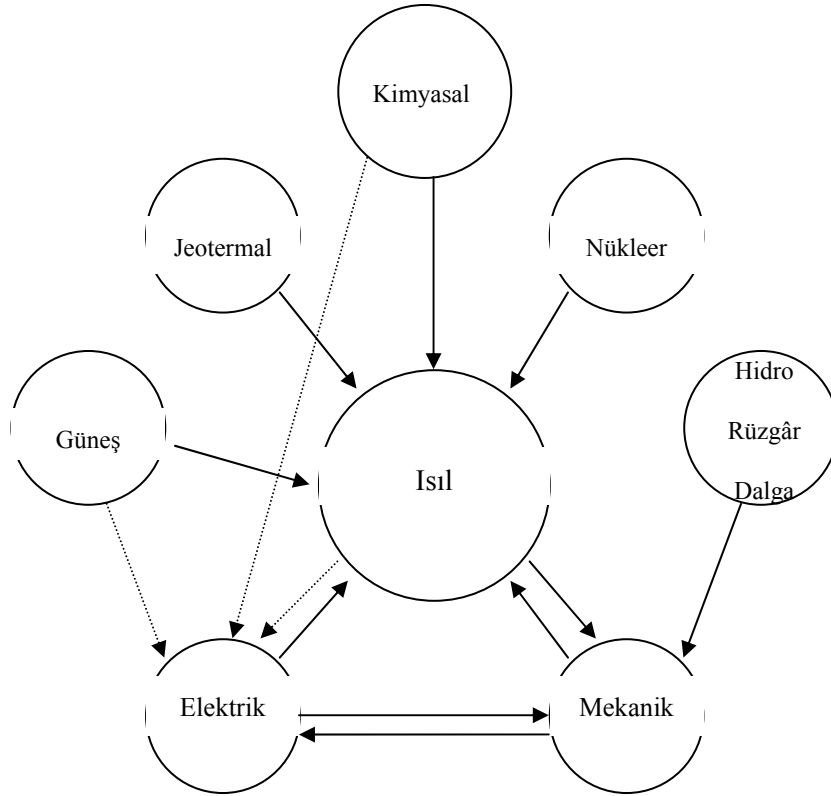 Kimyasal
Jeotermal
Nükleer
Hidro
Rüzgâr
Dalga
Güneş
Isıl
Elektrik
Mekanik